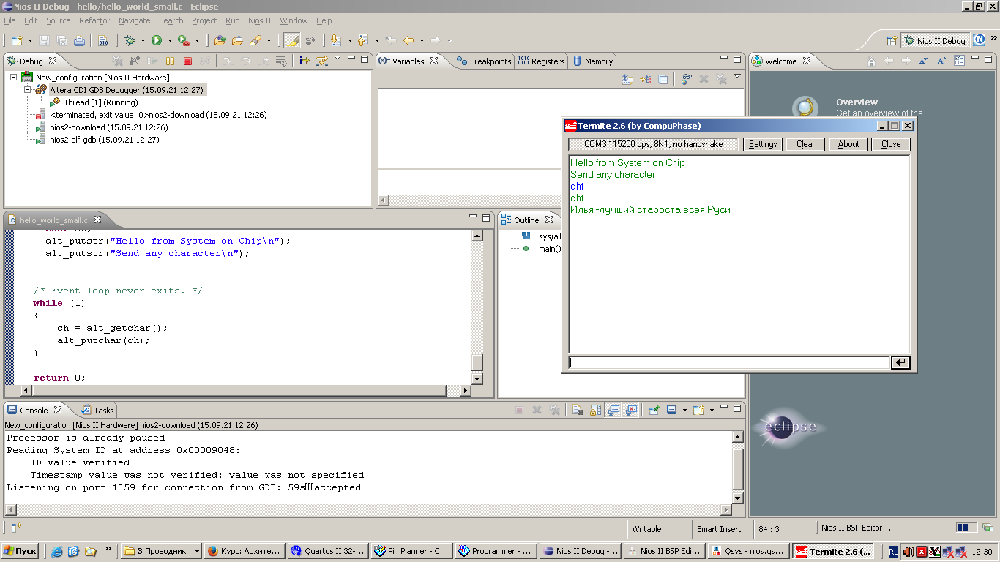 Nios II Debug - hello/hello_world_small.c - Eclipse
File Edit Source Refactor Navigate Search Project Run Nios II Window Help
Nios II Debug
Debug
New_configuration [Nios II Hardware]
Altera CDI GDB Debugger (15.09.21 12:27)
Thread [1] (Running)
<terminated, exit value: 0>nios2-download (15.09.21 12:26)
nios2-download (15.09.21 12:26)
nios2-elf-gdb (15.09.21 12:27)
(x)= Variables Breakpoints Registers Memory
Welcome
Overview
Get an overview of the
Termite 2.6 (by CompuPhase)
COM3 115200 bps, 8N1, no handshake Settings Clear About Close
Hello from System on Chip
Send any character
dhf
dhf
Илья -лучший староста всея Руси
hello_world_small.c
char ch;
alt_putstr("Hello from System on Chip\n");
alt_putstr("Send any character\n");
/* Event loop never exits. */
while (1)
{
ch = alt_getchar();
alt_putchar(ch);
}
return 0;
Outline
sys/alt
main()
eclipse
Console Tasks
New_configuration [Nios II Hardware] nios2-download (15.09.21 12:26)
Processor is already paused
Reading System ID at address 0x00009048:
ID value verified
Timestamp value was not verified: value was not specified
Listening on port 1359 for connection from GDB: 59s accepted
Writable Smart Insert 84 : 3 Nios II BSP Editor...
Пуск » 3 Проводник Курс: Архите... Quartus II 32-... Pin Planner - C... Programmer - ... Nios II Debug -... Nios II BSP Edi... Qsys - nios.qs... Termite 2.6 (... RL 12:30